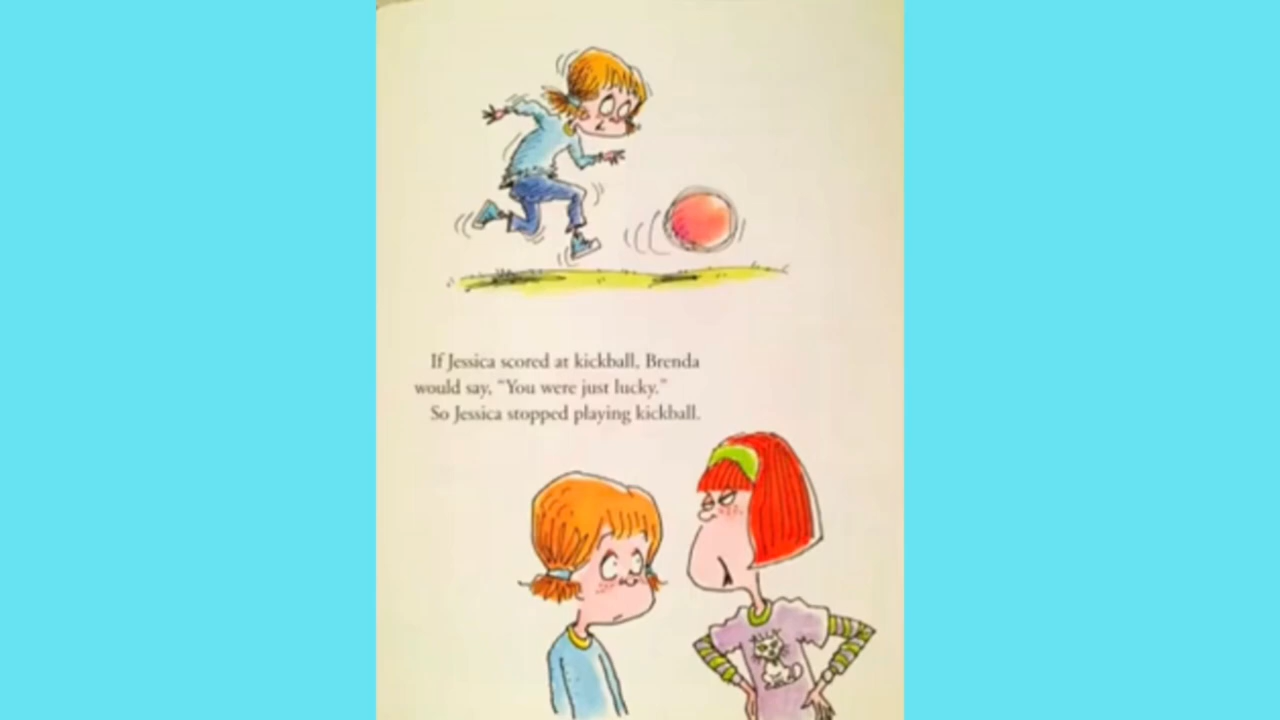 If Jessica scored at kickball, Brenda
would say, “You were just lucky.”
So Jessica stopped playing kickball.